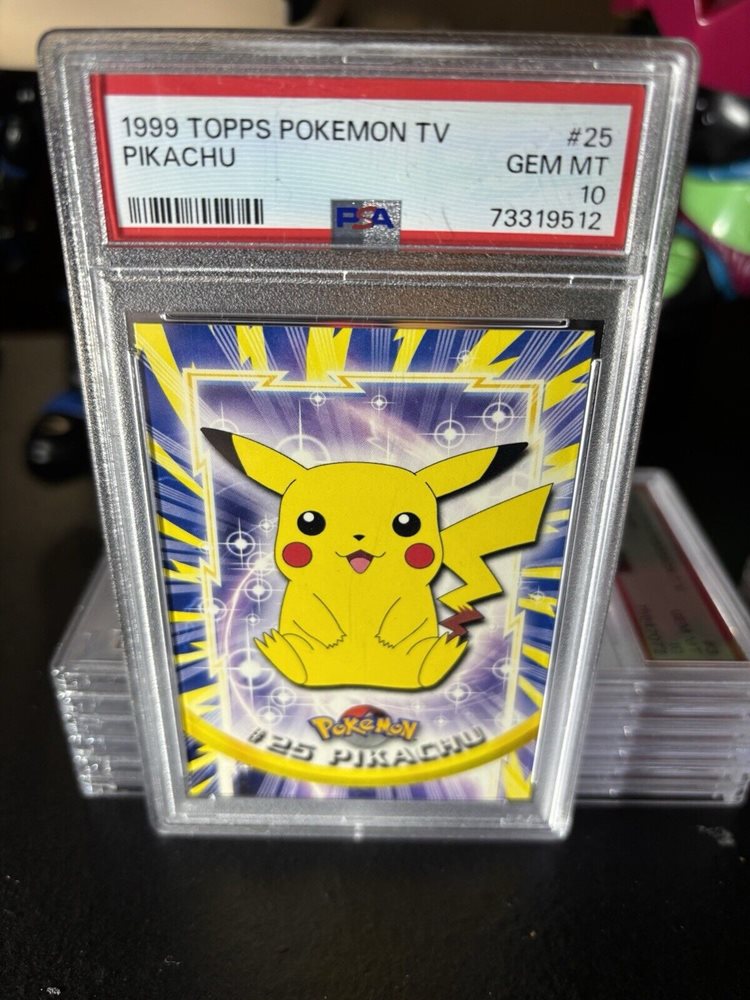 1999 TOPPS POKEMON TV #25
PIKACHU GEM MT
10
PSA 73319512
POKéMON
#25 PIKACHU